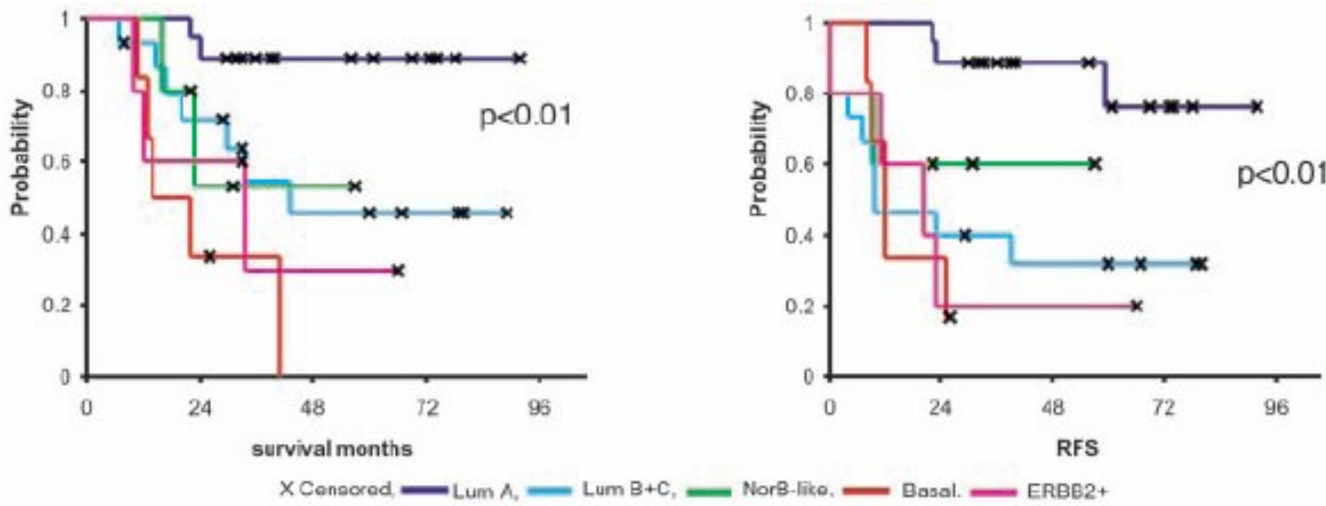 1
0.8
0.6
0.4
0.2
0
Probability
p<0.01
0 24 48 72 96
survival months
1
0.8
0.6
0.4
0.2
0
Probability
p<0.01
0 24 48 72 96
RFS
X Censored, Lum A, Lum B+C, NorB-like, Basal, ERBB2+